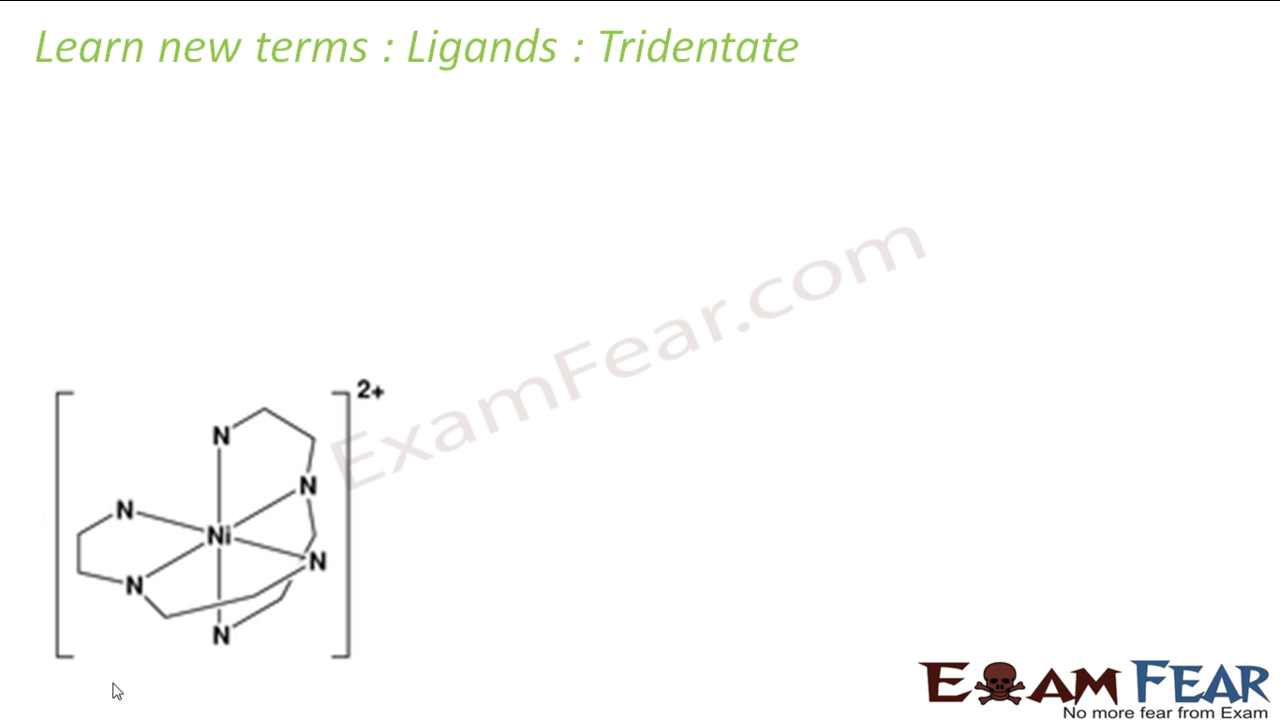 Learn new terms : Ligands : Tridentate
ExamFear.com
2+
N
N
N
Ni
N
N
N
EXAM FEAR
No more fear from Exam